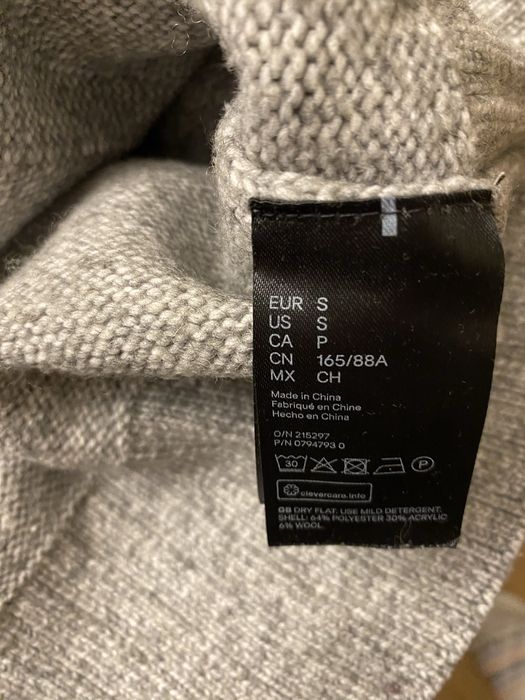 EUR S
US S
CA P
CN 165/88A
MX CH
Made in China
Fabriqué en Chine
Hecho en China
O/N 215297
P/N 0794793 0
30 P
clevercare.info
GB DRY FLAT. USE MILD DETERGENT.
SHELL: 64% POLYESTER 30% ACRYLIC
6% WOOL